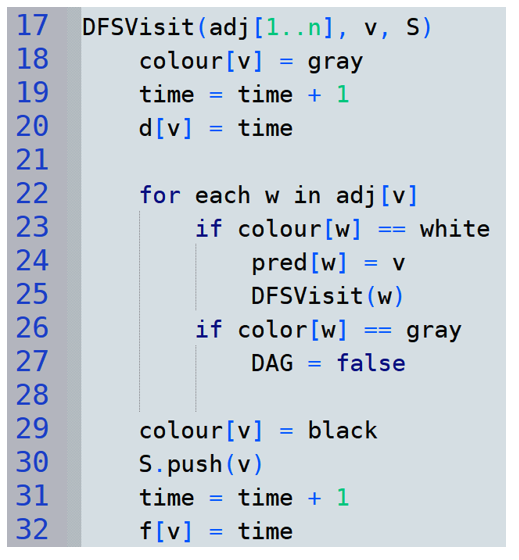 17 DFSVisit(adj[1..n], v, S)
18     colour[v] = gray
19     time = time + 1
20     d[v] = time
21
22     for each w in adj[v]
23         if colour[w] == white
24             pred[w] = v
25             DFSVisit(w)
26         if color[w] == gray
27             DAG = false
28
29     colour[v] = black
30     S.push(v)
31     time = time + 1
32     f[v] = time